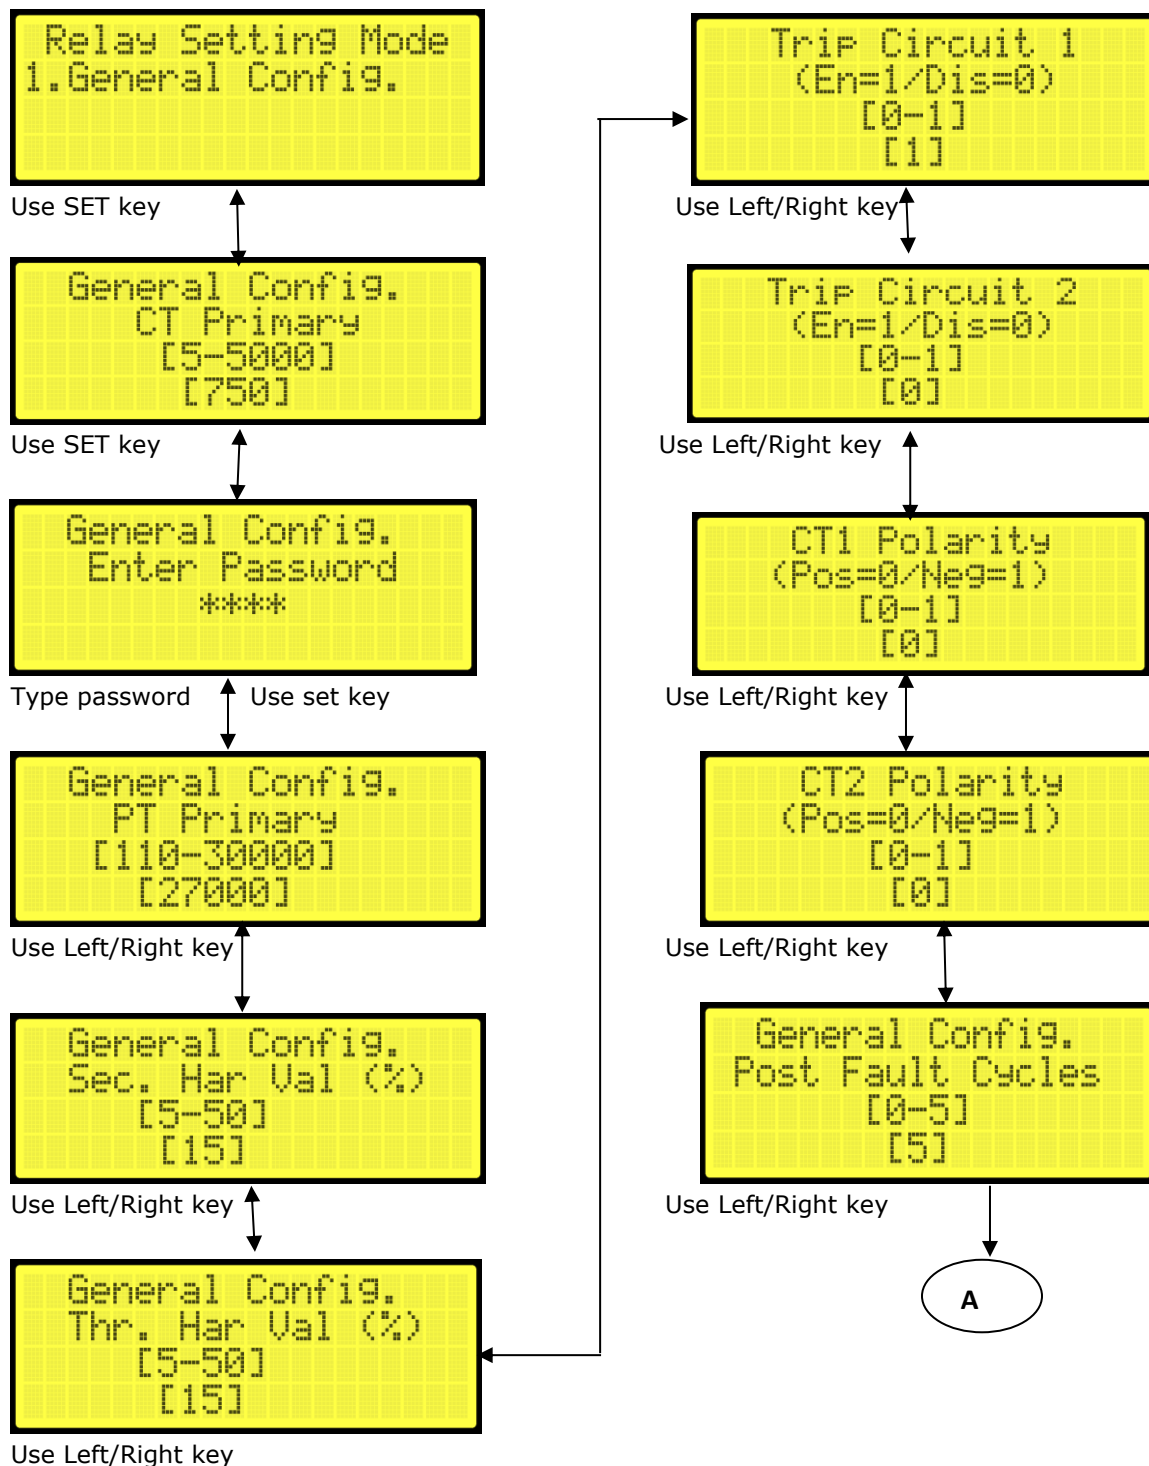 Relay Setting Mode
1.General Config.
Use SET key
General Config.
CT Primary
[5-5000]
[750]
Use SET key
General Config.
Enter Password
****
Type password Use set key
General Config.
PT Primary
[110-30000]
[27000]
Use Left/Right key
General Config.
Sec. Har Val (%)
[5-50]
[15]
Use Left/Right key
General Config.
Thr. Har Val (%)
[5-50]
[15]
Use Left/Right key
Trip Circuit 1
(En=1/Dis=0)
[0-1]
[1]
Use Left/Right key
Trip Circuit 2
(En=1/Dis=0)
[0-1]
[0]
Use Left/Right key
CT1 Polarity
(Pos=0/Neg=1)
[0-1]
[0]
Use Left/Right key
CT2 Polarity
(Pos=0/Neg=1)
[0-1]
[0]
Use Left/Right key
General Config.
Post Fault Cycles
[0-5]
[5]
Use Left/Right key
A